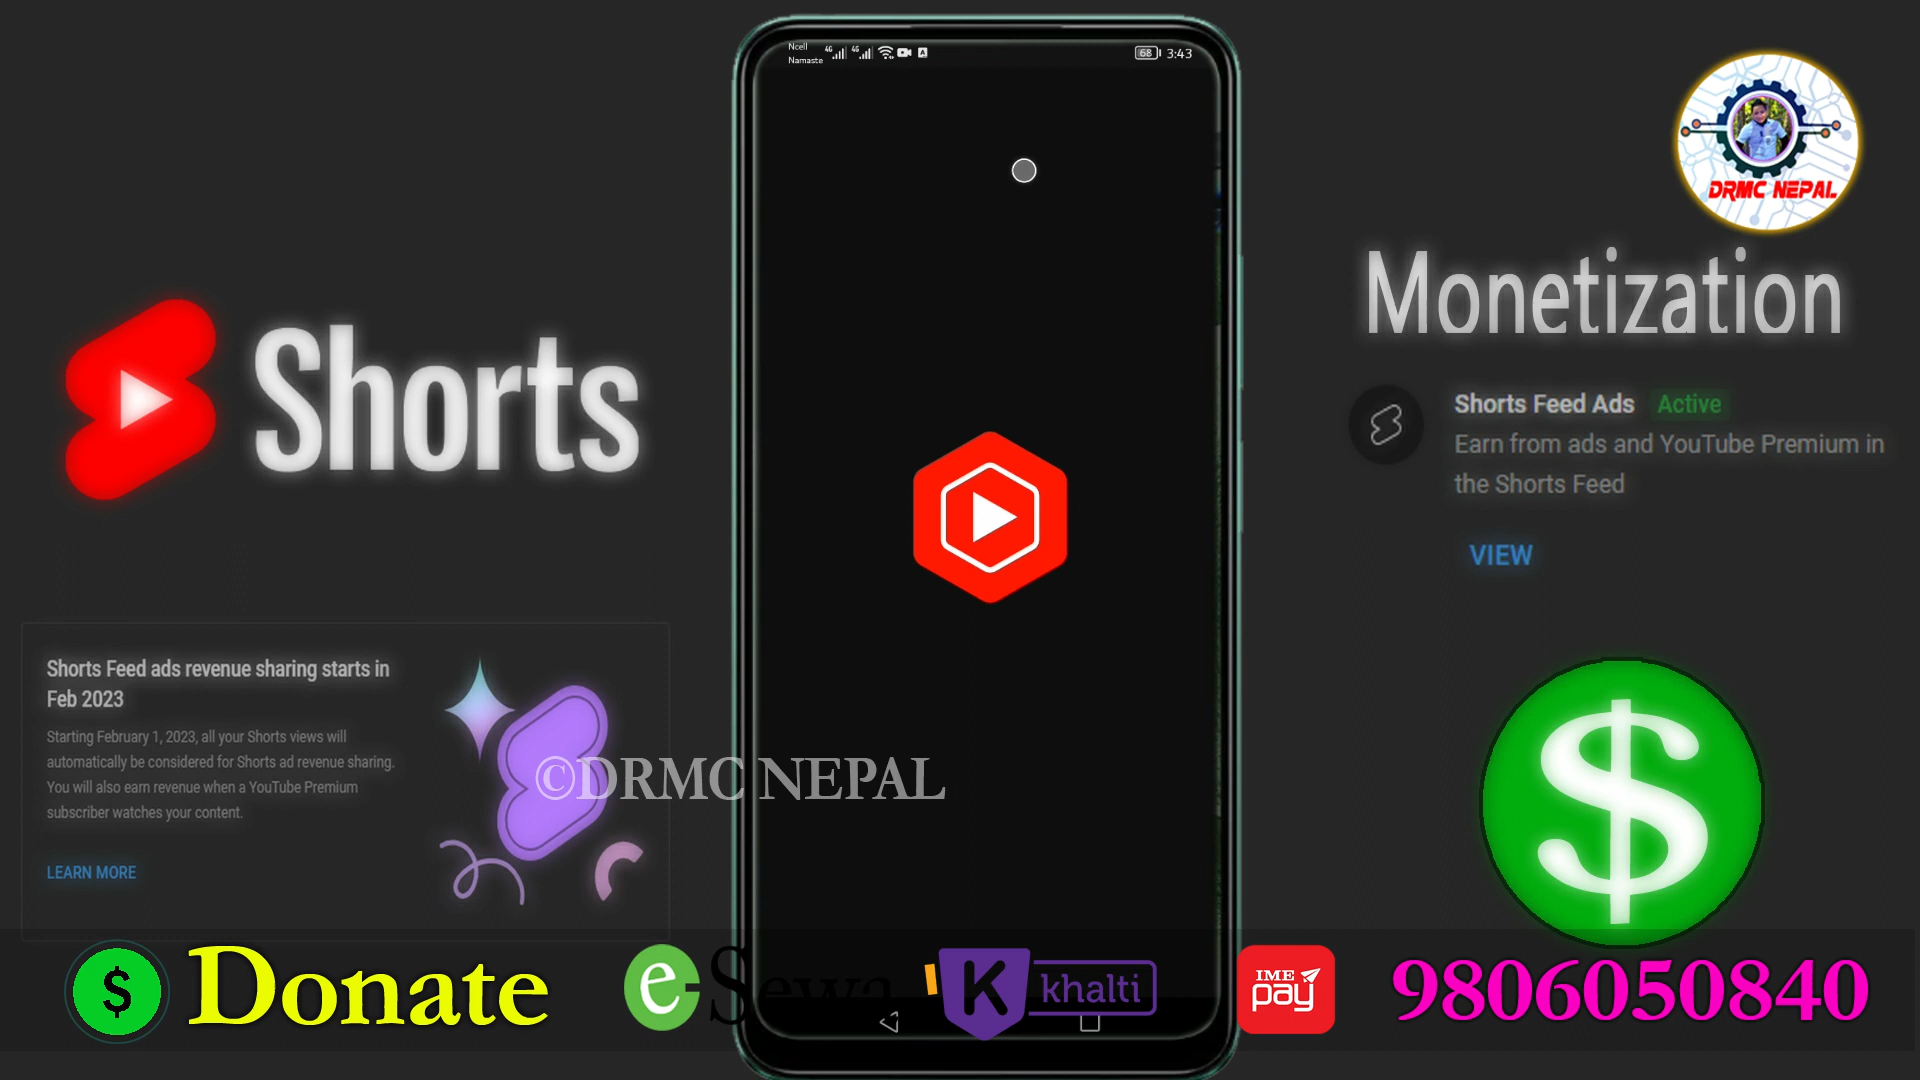 Ncell
Namaste
4G 4G
A
68 3:43
DRMC NEPAL
Monetization
Shorts
Shorts Feed Ads Active
Earn from ads and YouTube Premium in
the Shorts Feed
VIEW
Shorts Feed ads revenue sharing starts in
Feb 2023
Starting February 1, 2023, all your Shorts views will
automatically be considered for Shorts ad revenue sharing.
You will also earn revenue when a YouTube Premium
subscriber watches your content.
LEARN MORE
©DRMC NEPAL
$
$ Donate e-Sewa K khalti IME pay 9806050840